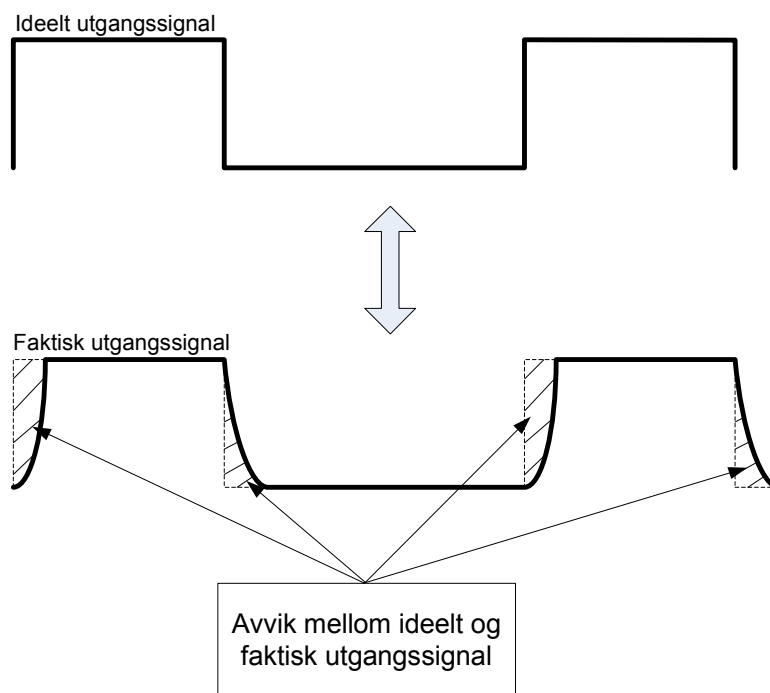 Ideelt utgangssignal
Faktisk utgangssignal
Avvik mellom ideelt og
faktisk utgangssignal